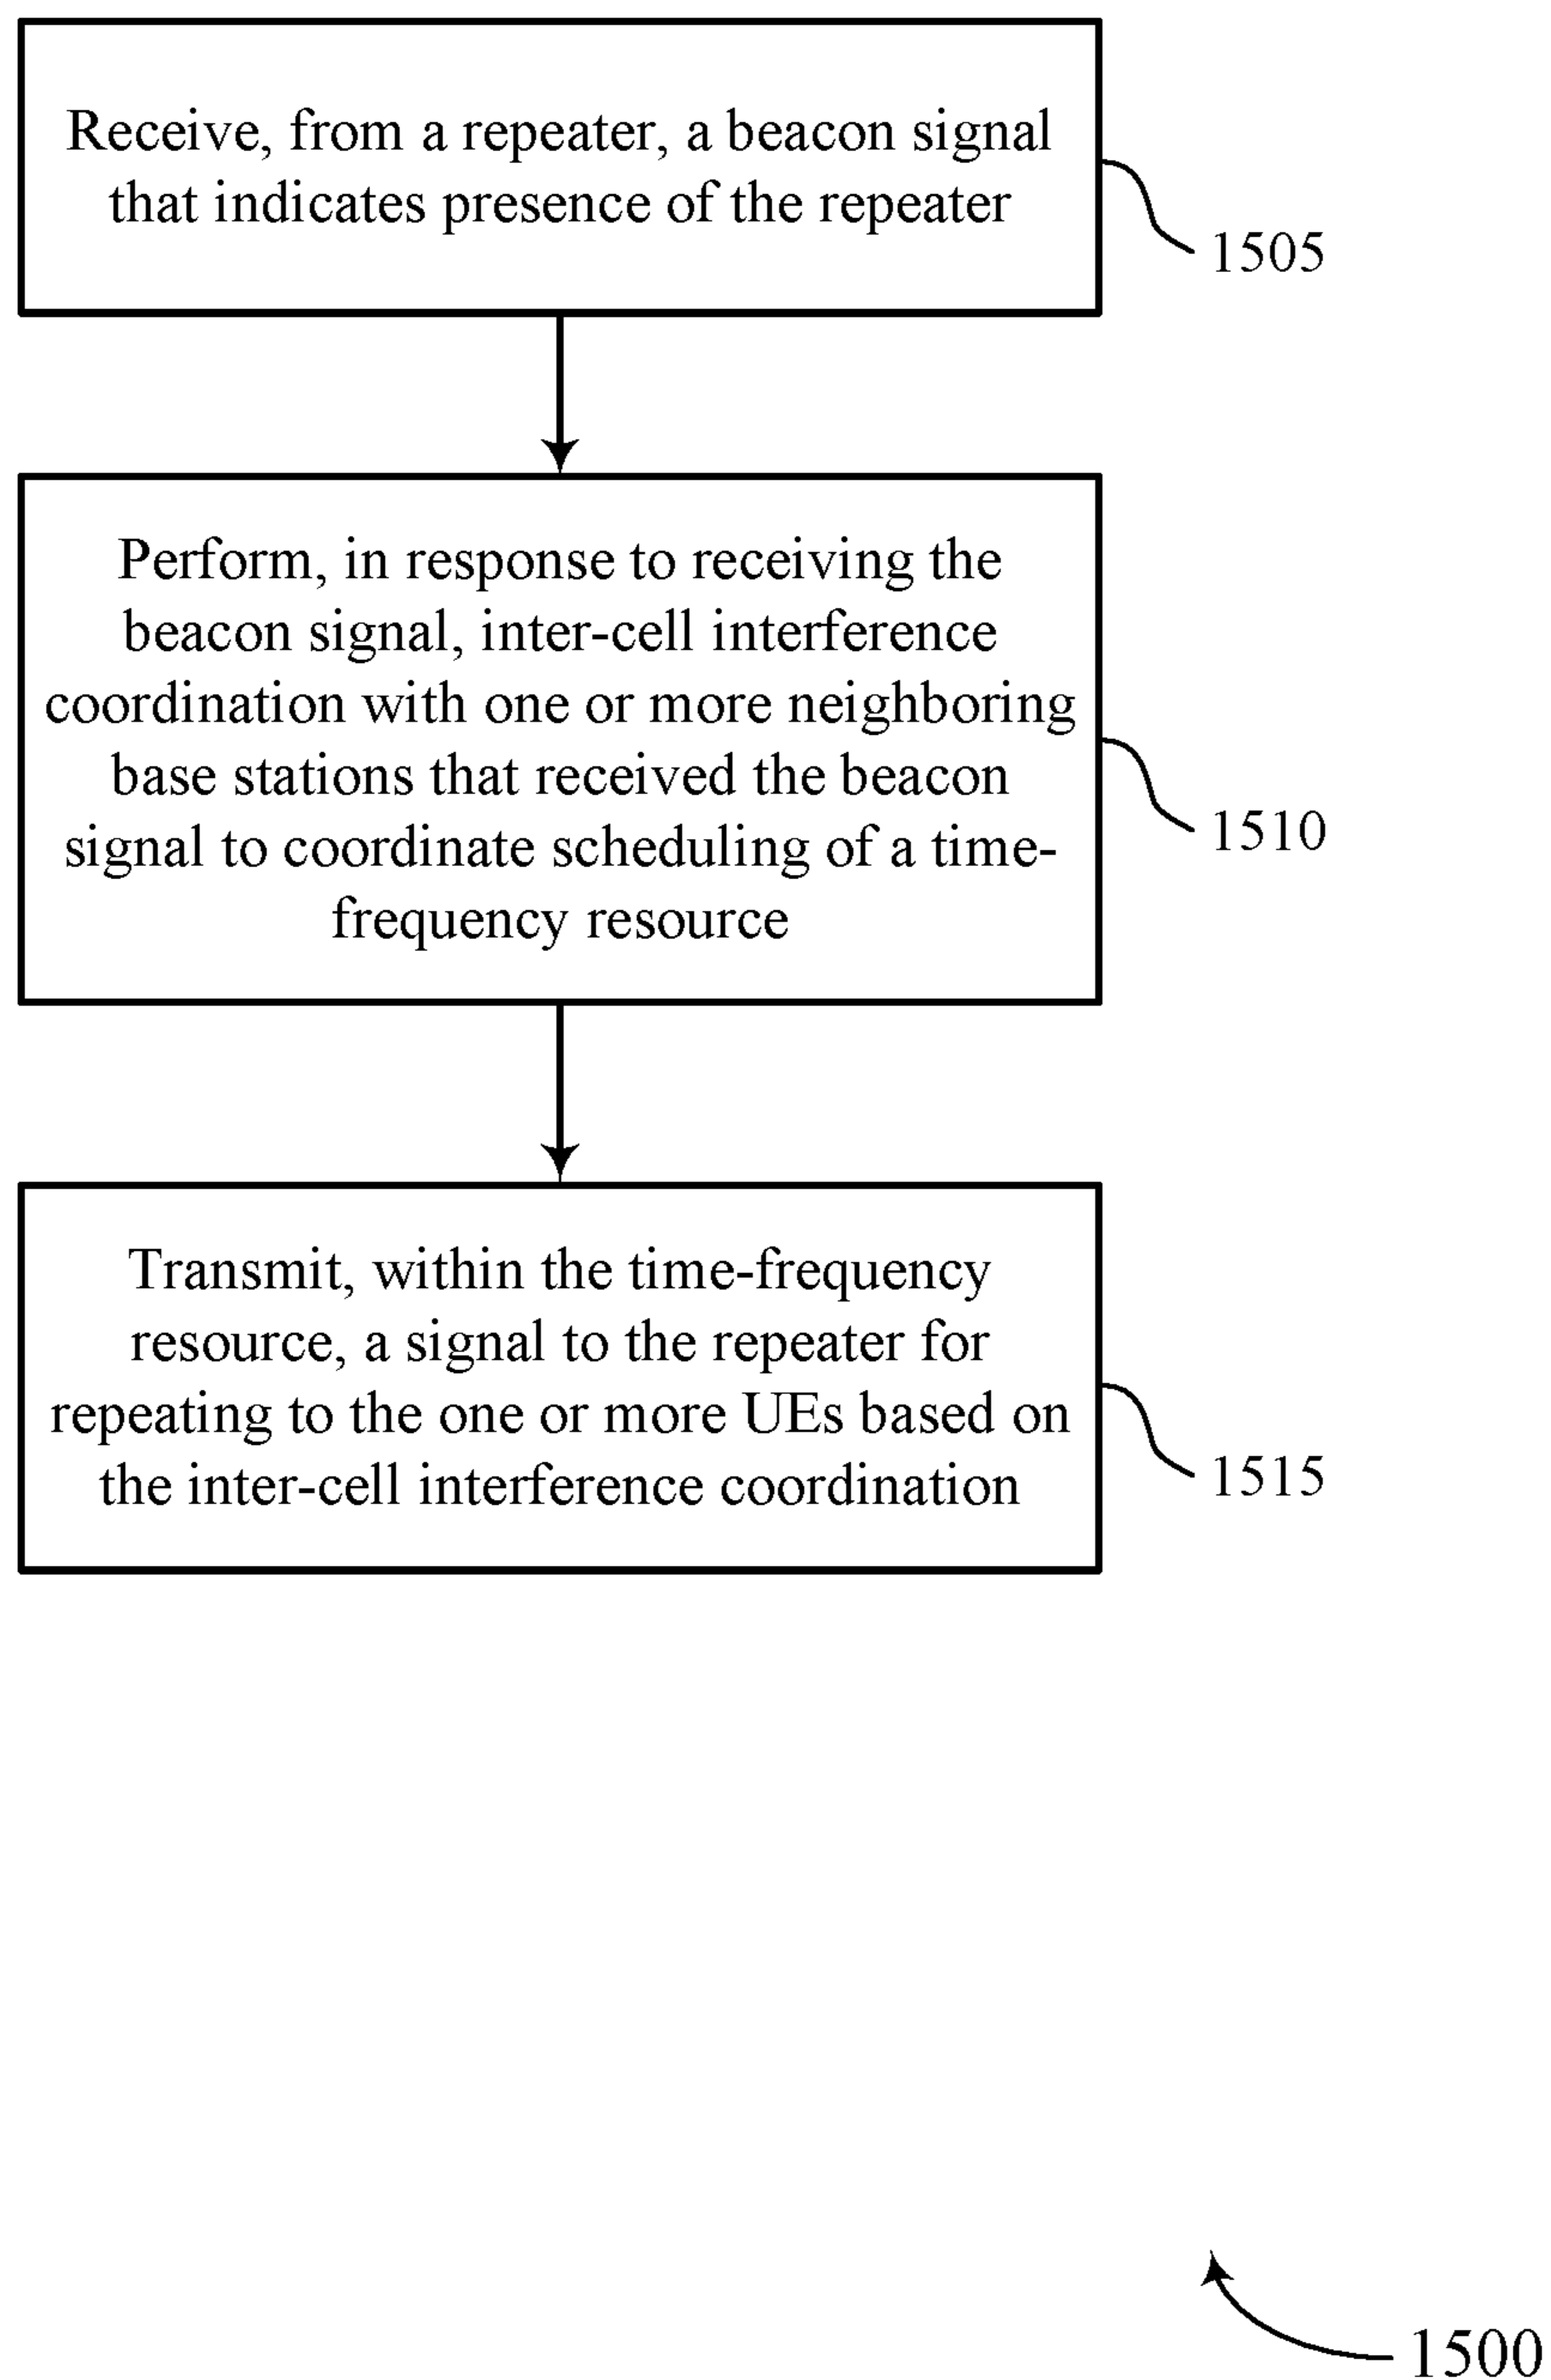 Receive, from a repeater, a beacon signal
that indicates presence of the repeater
1505
Perform, in response to receiving the
beacon signal, inter-cell interference
coordination with one or more neighboring
base stations that received the beacon
signal to coordinate scheduling of a time-
frequency resource
1510
Transmit, within the time-frequency
resource, a signal to the repeater for
repeating to the one or more UEs based on
the inter-cell interference coordination
1515
1500